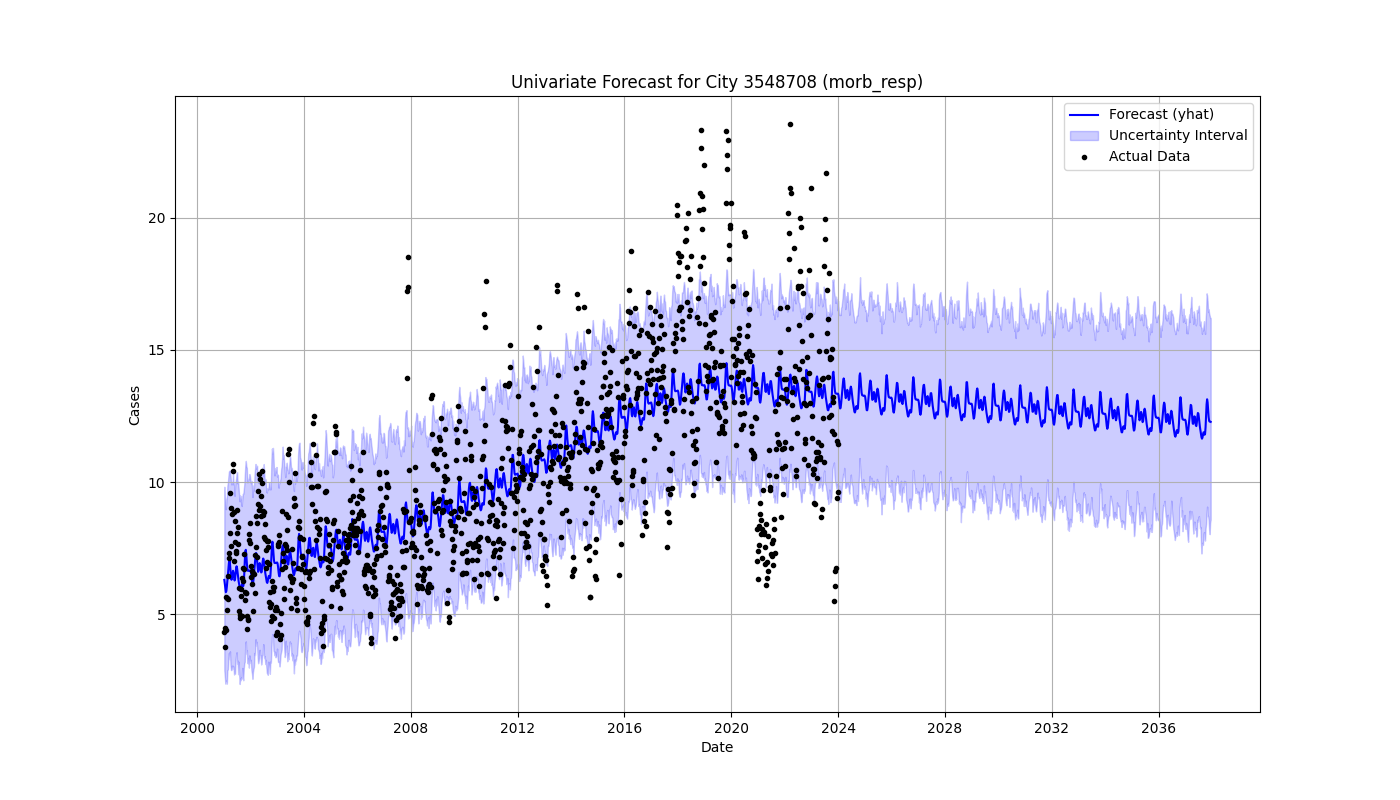 Univariate Forecast for City 3548708 (morb_resp)
Forecast (yhat)
Uncertainty Interval
Actual Data
Cases
20
15
10
5
2000 2004 2008 2012 2016 2020 2024 2028 2032 2036
Date